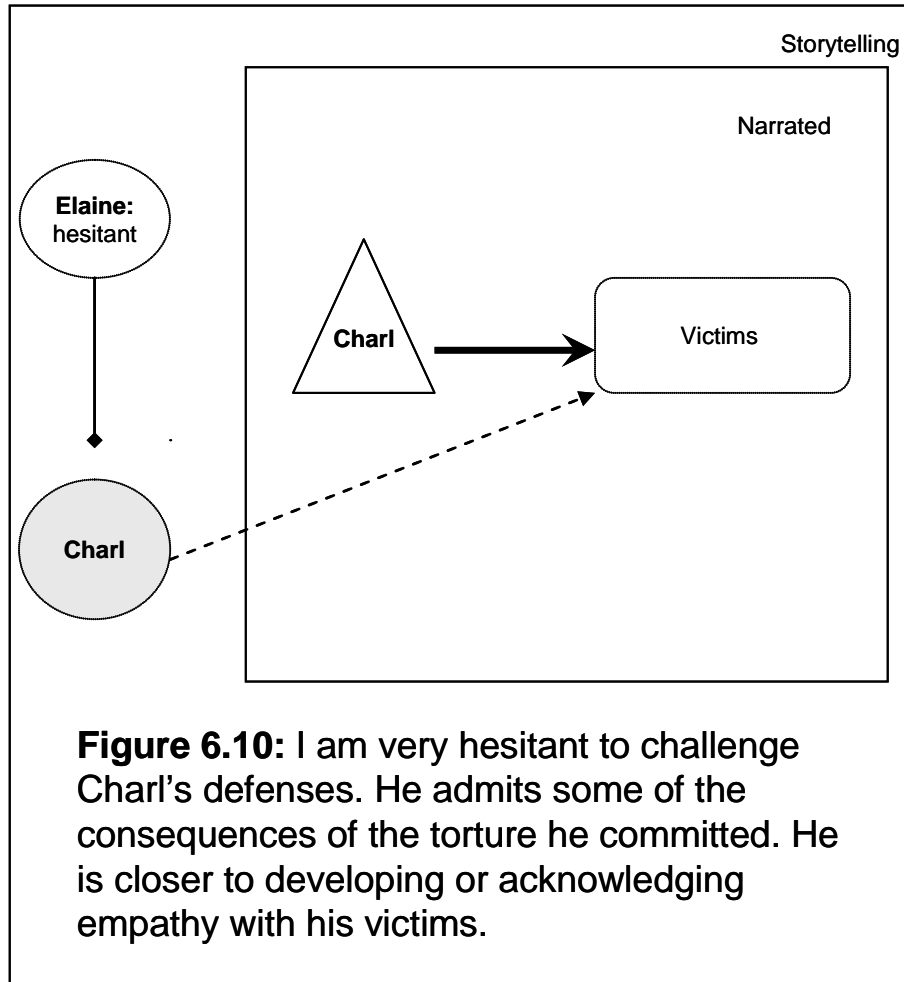 Storytelling
Narrated
Elaine:
hesitant
Charl
Victims
Charl
Figure 6.10: I am very hesitant to challenge
Charl's defenses. He admits some of the
consequences of the torture he committed. He
is closer to developing or acknowledging
empathy with his victims.